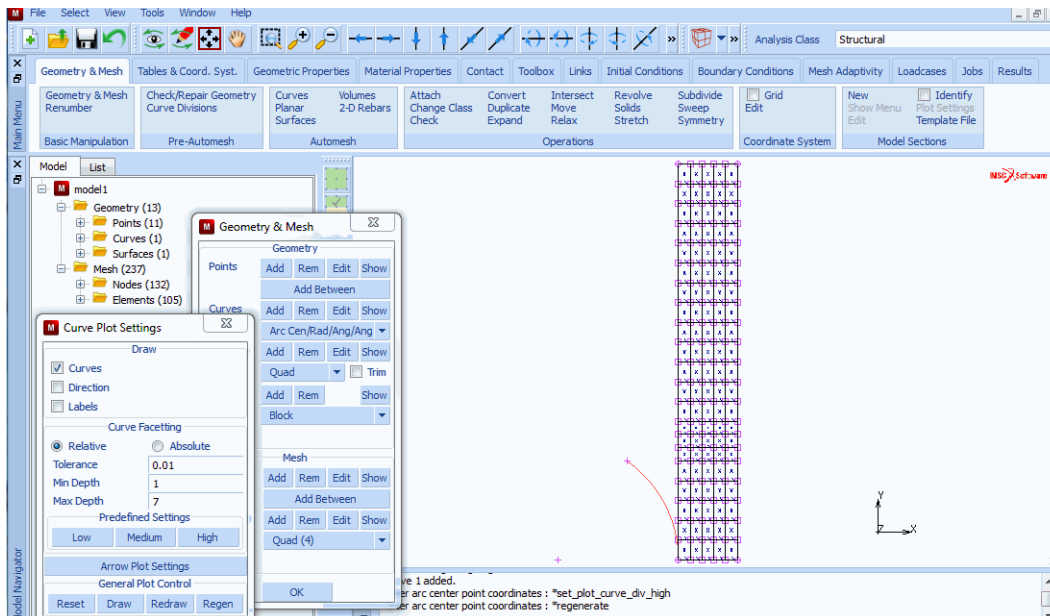 File Select View Tools Window Help
Analysis Class Structural
Geometry & Mesh Tables & Coord. Syst. Geometric Properties Material Properties Contact Toolbox Links Initial Conditions Boundary Conditions Mesh Adaptivity Loadcases Jobs Results
Main Menu
Geometry & Mesh Check/Repair Geometry Curves Volumes Attach Convert Intersect Revolve Subdivide Grid New Identify
Renumber Curve Divisions Planar 2-D Rebars Change Class Duplicate Move Solids Sweep Edit Show Menu Plot Settings
Surfaces Check Expand Relax Stretch Symmetry Edit Template File
Basic Manipulation Pre-Automesh Automesh Operations Coordinate System Model Sections
Model List
model1
Geometry (13)
Points (11)
Curves (1)
Surfaces (1)
Mesh (237)
Nodes (132)
Elements (105)
Geometry & Mesh
Geometry
Points Add Rem Edit Show
Add Between
Curves Add Rem Edit Show
Arc Cen/Rad/Ang/Ang
Add Rem Edit Show
Quad Trim
Add Rem Show
Block
Mesh
Add Rem Edit Show
Add Between
Add Rem Edit Show
Quad (4)
OK
Curve Plot Settings
Draw
Curves
Direction
Labels
Curve Facetting
Relative Absolute
Tolerance 0.01
Min Depth 1
Max Depth 7
Predefined Settings
Low Medium High
Arrow Plot Settings
General Plot Control
Reset Draw Redraw Regen
MSC Software
Y
Z X
1 added.
arc center point coordinates : *set_plot_curve_div_high
arc center point coordinates : *regenerate
Navigator